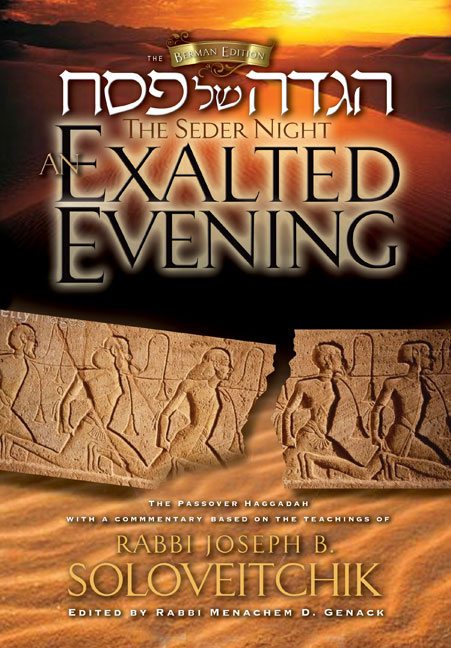 THE BERMAN EDITION
הגדה של פסח
THE SEDER NIGHT
AN EXALTED
EVENING
THE PASSOVER HAGGADAH
WITH A COMMMENTARY BASED ON THE TEACHINGS OF
RABBI JOSEPH B.
SOLOVEITCHIK
EDITED BY RABBI MENACHEM D. GENACK